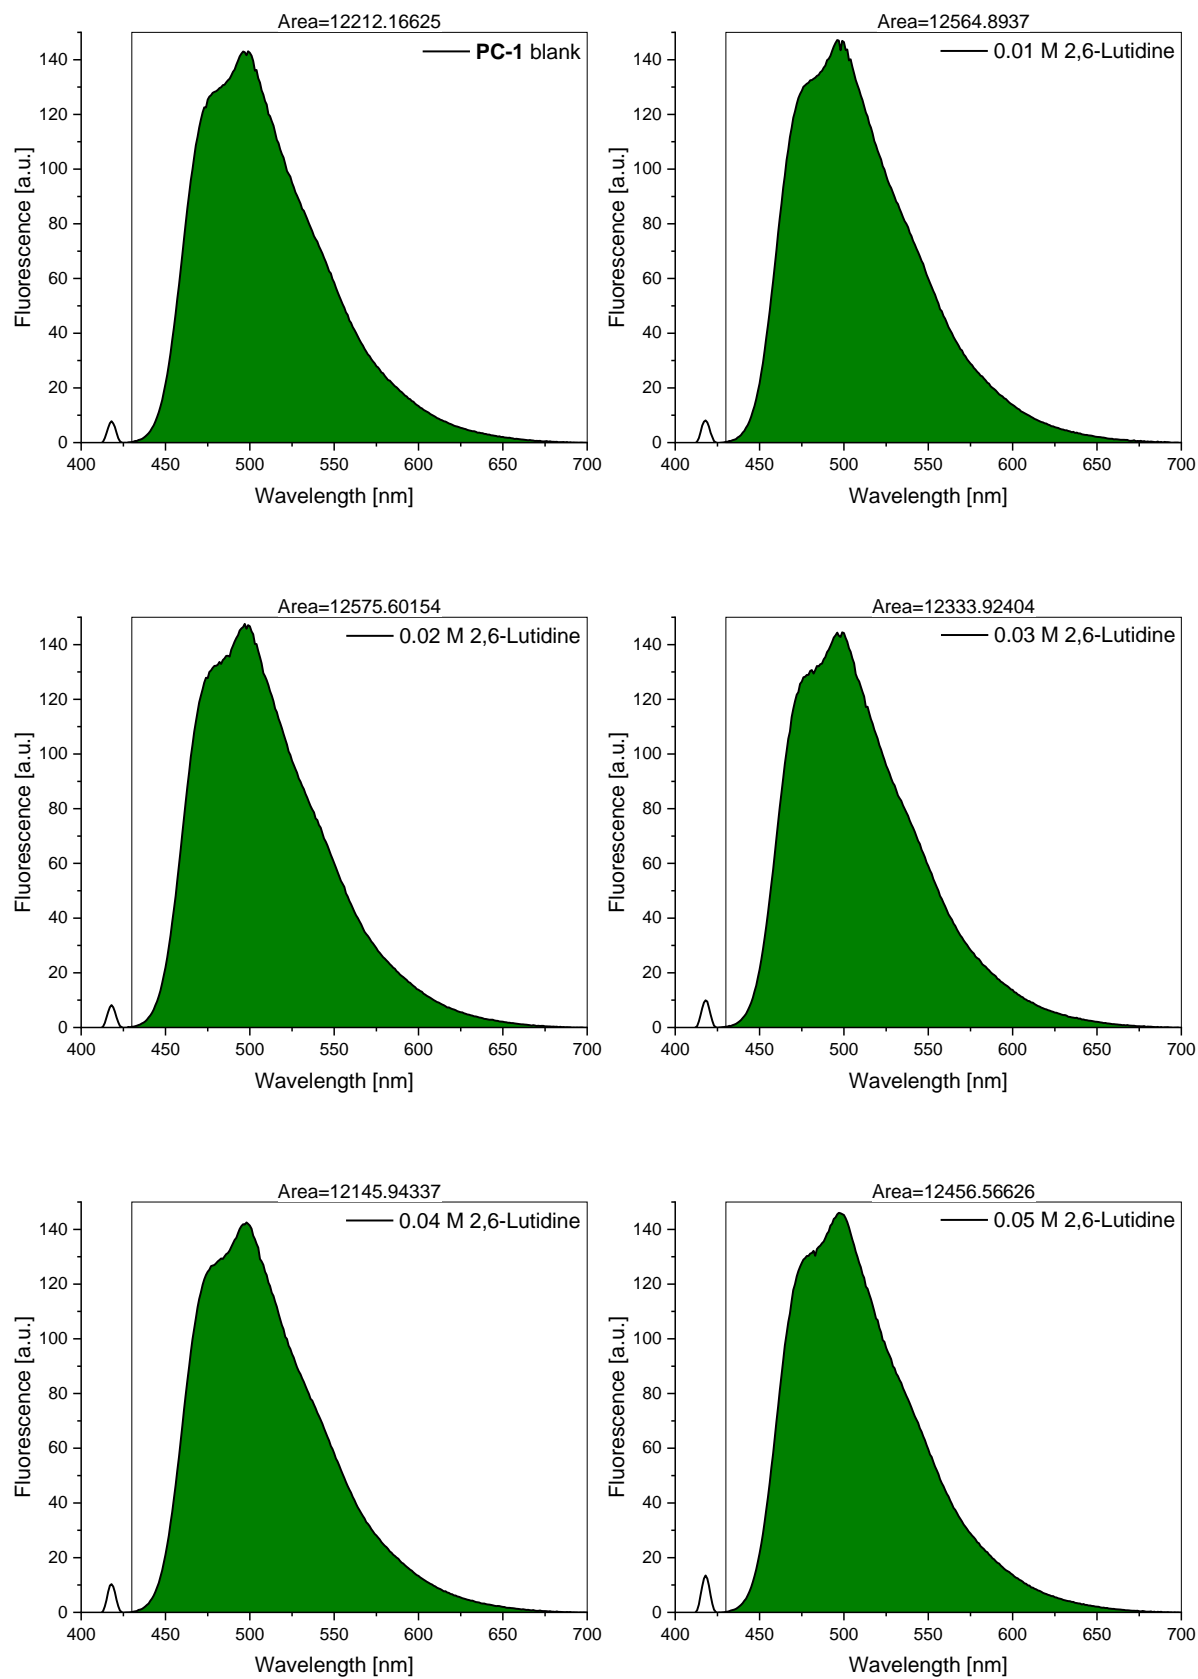 Area=12212.16625
PC-1 blank
Fluorescence [a.u.]
140
120
100
80
60
40
20
0
400 450 500 550 600 650 700
Wavelength [nm]
Area=12564.8937
0.01 M 2,6-Lutidine
Fluorescence [a.u.]
140
120
100
80
60
40
20
0
400 450 500 550 600 650 700
Wavelength [nm]
Area=12575.60154
0.02 M 2,6-Lutidine
Fluorescence [a.u.]
140
120
100
80
60
40
20
0
400 450 500 550 600 650 700
Wavelength [nm]
Area=12333.92404
0.03 M 2,6-Lutidine
Fluorescence [a.u.]
140
120
100
80
60
40
20
0
400 450 500 550 600 650 700
Wavelength [nm]
Area=12145.94337
0.04 M 2,6-Lutidine
Fluorescence [a.u.]
140
120
100
80
60
40
20
0
400 450 500 550 600 650 700
Wavelength [nm]
Area=12456.56626
0.05 M 2,6-Lutidine
Fluorescence [a.u.]
140
120
100
80
60
40
20
0
400 450 500 550 600 650 700
Wavelength [nm]